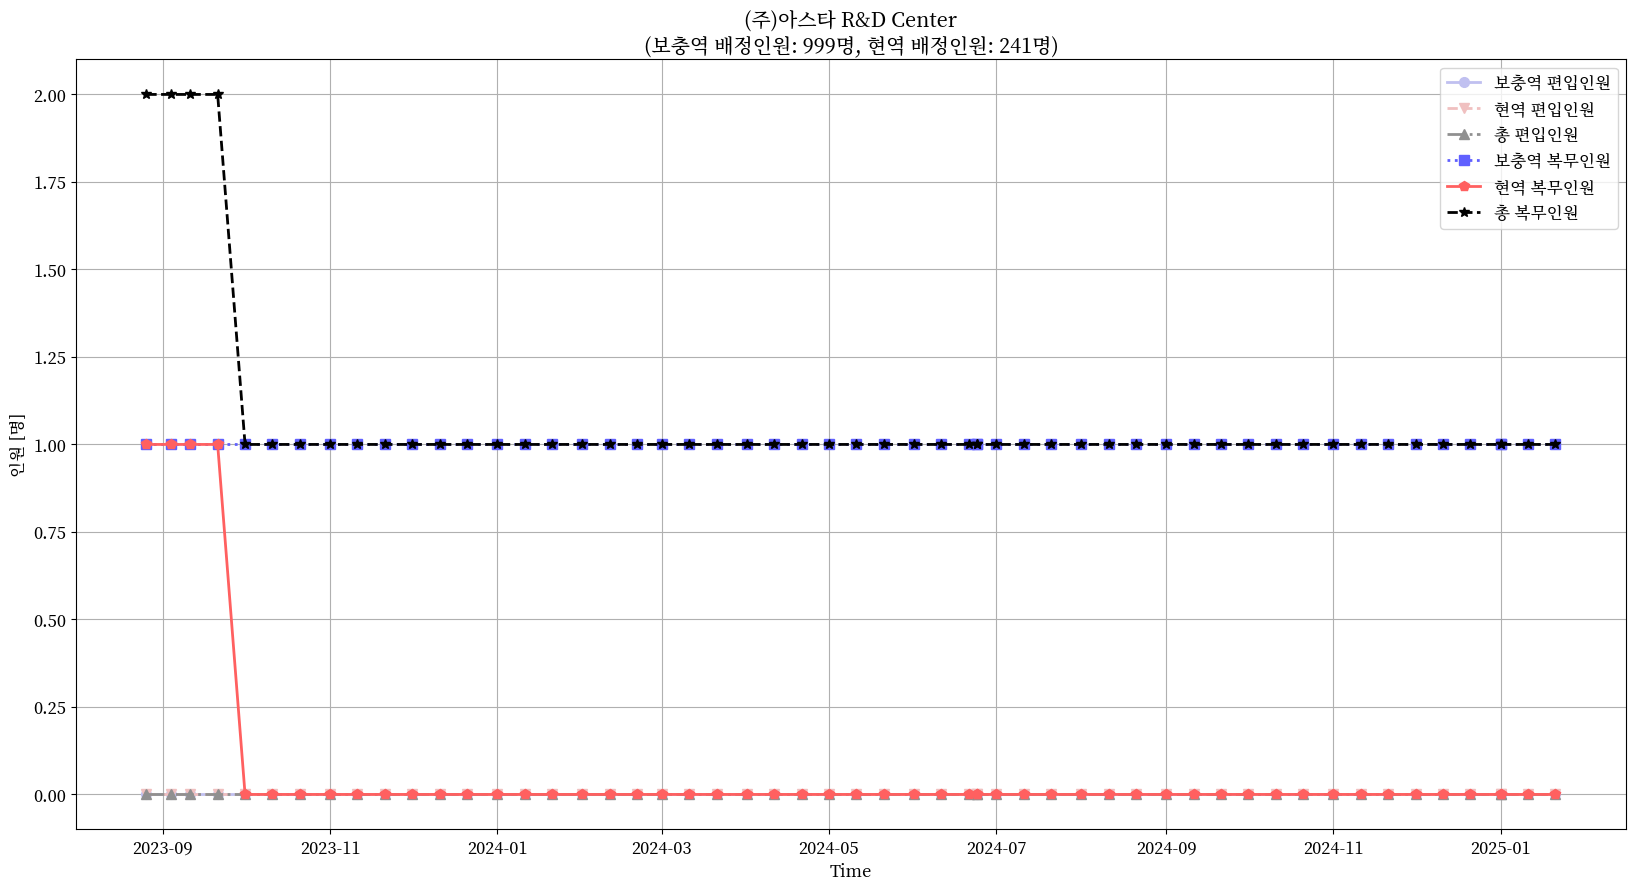 (주)아스타 R&D Center
(보충역 배정인원: 999명, 현역 배정인원: 241명)
보충역 편입인원
현역 편입인원
총 편입인원
보충역 복무인원
현역 복무인원
총 복무인원
인원 [명]
2.00
1.75
1.50
1.25
1.00
0.75
0.50
0.25
0.00
2023-09 2023-11 2024-01 2024-03 2024-05 2024-07 2024-09 2024-11 2025-01
Time